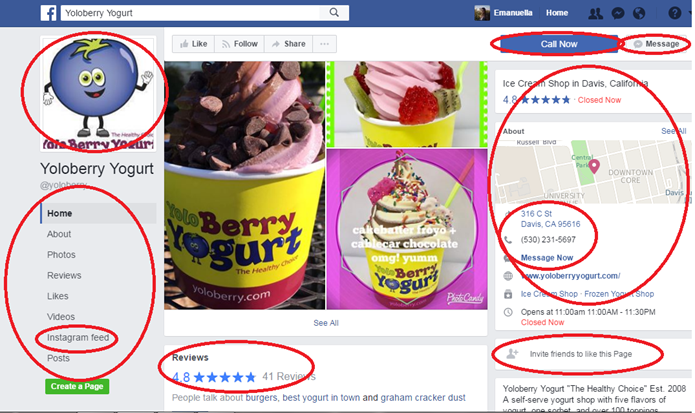 Yoloberry Yogurt
Emanuella Home
Like Follow Share ...
Call Now Message
The Healthy Choice
Yolo Berry Yogurt
Yoloberry Yogurt
@yoloberry
Home
About
Photos
Reviews
Likes
Videos
Instagram feed
Posts
Create a Page
Yolo Berry
Yogurt
The Healthy Choice
yoloberry.com
cakebatter froyo +
cablecar chocolate
omg! yumm
PhotoCandy
See All
Reviews
4.8 41 Reviews
People talk about burgers, best yogurt in town and graham cracker dust
Ice Cream Shop in Davis, California
4.8 · Closed Now
About See All
Russell Blvd
Central
Park
DOWNTOWN
CORE
UNIVERSITY
Davis
316 C St
Davis, CA 95616
(530) 231-5697
Message Now
www.yoloberryyogurt.com/
Ice Cream Shop · Frozen Yogurt Shop
Opens at 11:00am 11:00AM - 11:30PM
Closed Now
Invite friends to like this Page
Yoloberry Yogurt "The Healthy Choice" Est. 2008
A self-serve yogurt shop with five flavors of
yogurt, one sorbet, and over 100 toppings